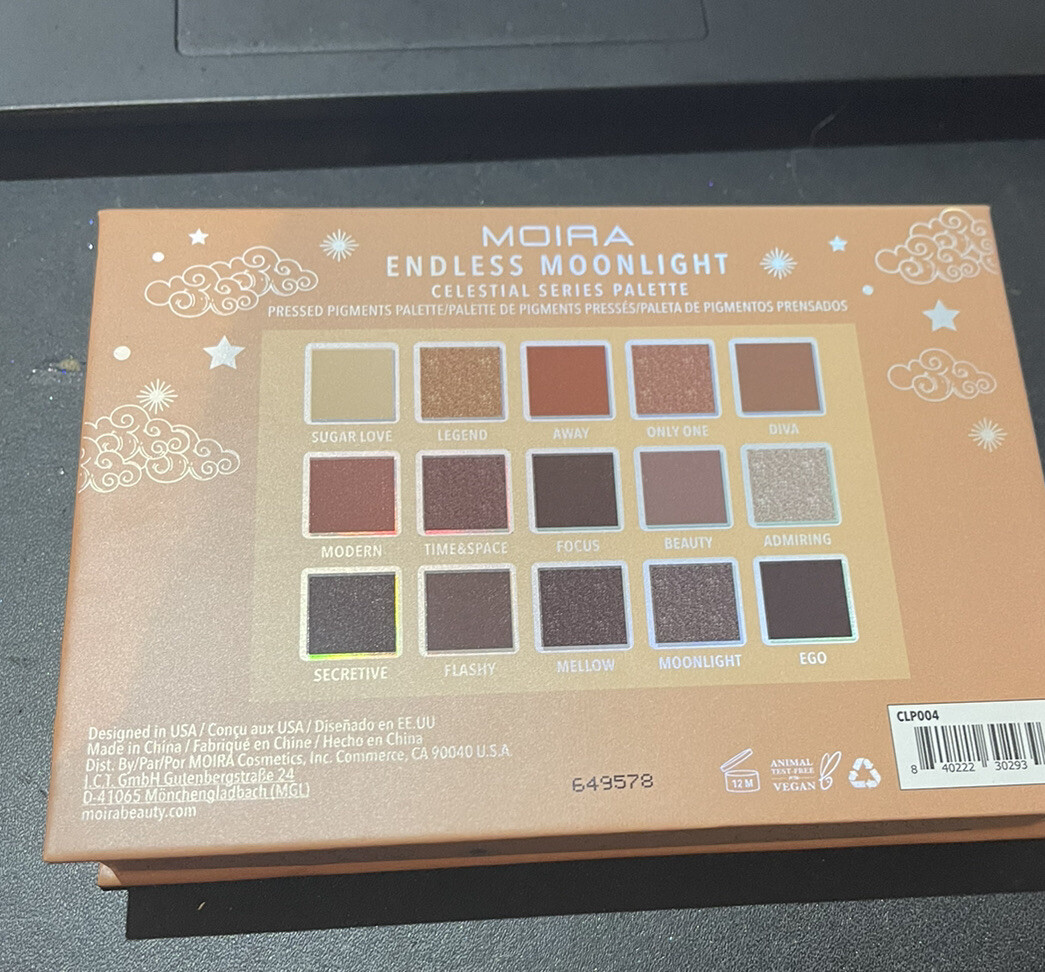 MOIRA
ENDLESS MOONLIGHT
CELESTIAL SERIES PALETTE
PRESSED PIGMENTS PALETTE/PALETTE DE PIGMENTS PRESSÉS/PALETA DE PIGMENTOS PRENSADOS
SUGAR LOVE LEGEND AWAY ONLY ONE DIVA
MODERN TIME&SPACE FOCUS BEAUTY ADMIRING
SECRETIVE FLASHY MELLOW MOONLIGHT EGO
Designed in USA / Conçu aux USA / Diseñado en EE.UU
Made in China / Fabriqué en Chine / Hecho en China
Dist. By/Par/Por MOIRA Cosmetics, Inc. Commerce, CA 90040 U.S.A
I.C.T. GmbH Gutenbergstraße 24
D-41065 Mönchengladbach (MGL)
moirabeauty.com
649578
12 M
ANIMAL
TEST-FREE
VEGAN
CLP004
8 40222 30293